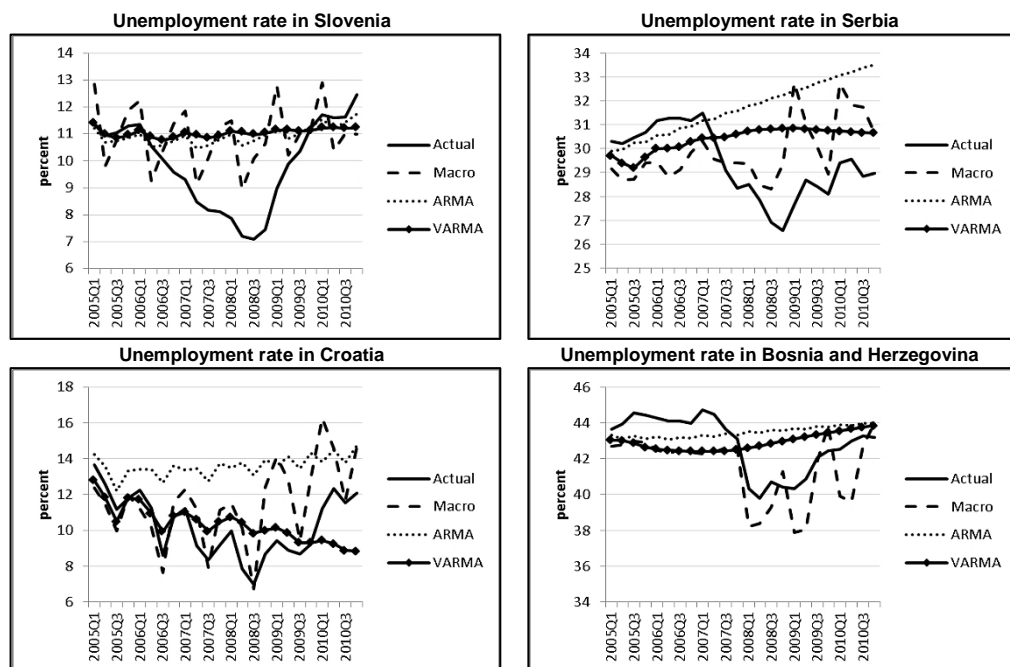 Unemployment rate in Slovenia
14
13
12
11
10
9
8
7
6
percent
2005Q1
2005Q3
2006Q1
2006Q3
2007Q1
2007Q3
2008Q1
2008Q3
2009Q1
2009Q3
2010Q1
2010Q3
Actual
Macro
ARMA
VARMA
Unemployment rate in Serbia
34
33
32
31
30
29
28
27
26
25
percent
2005Q1
2005Q3
2006Q1
2006Q3
2007Q1
2007Q3
2008Q1
2008Q3
2009Q1
2009Q3
2010Q1
2010Q3
Actual
Macro
ARMA
VARMA
Unemployment rate in Croatia
18
16
14
12
10
8
6
percent
2005Q1
2005Q3
2006Q1
2006Q3
2007Q1
2007Q3
2008Q1
2008Q3
2009Q1
2009Q3
2010Q1
2010Q3
Actual
Macro
ARMA
VARMA
Unemployment rate in Bosnia and Herzegovina
46
44
42
40
38
36
34
percent
2005Q1
2005Q3
2006Q1
2006Q3
2007Q1
2007Q3
2008Q1
2008Q3
2009Q1
2009Q3
2010Q1
2010Q3
Actual
Macro
ARMA
VARMA